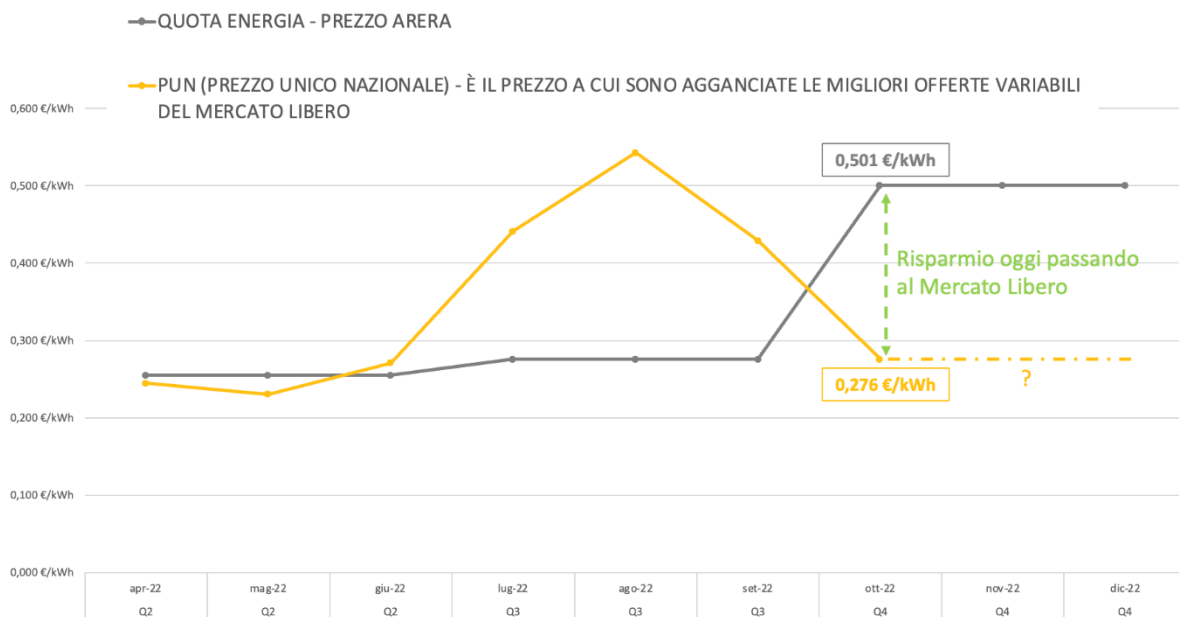 QUOTA ENERGIA - PREZZO ARERA
PUN (PREZZO UNICO NAZIONALE) - È IL PREZZO A CUI SONO AGGANCIATE LE MIGLIORI OFFERTE VARIABILI
DEL MERCATO LIBERO
0,600 €/kWh
0,501 €/kWh
0,500 €/kWh
Risparmio oggi passando
al Mercato Libero
0,400 €/kWh
0,300 €/kWh
0,276 €/kWh
?
0,200 €/kWh
0,100 €/kWh
0,000 €/kWh
apr-22 mag-22 giu-22 lug-22 ago-22 set-22 ott-22 nov-22 dic-22
Q2 Q2 Q2 Q3 Q3 Q3 Q4 Q4 Q4